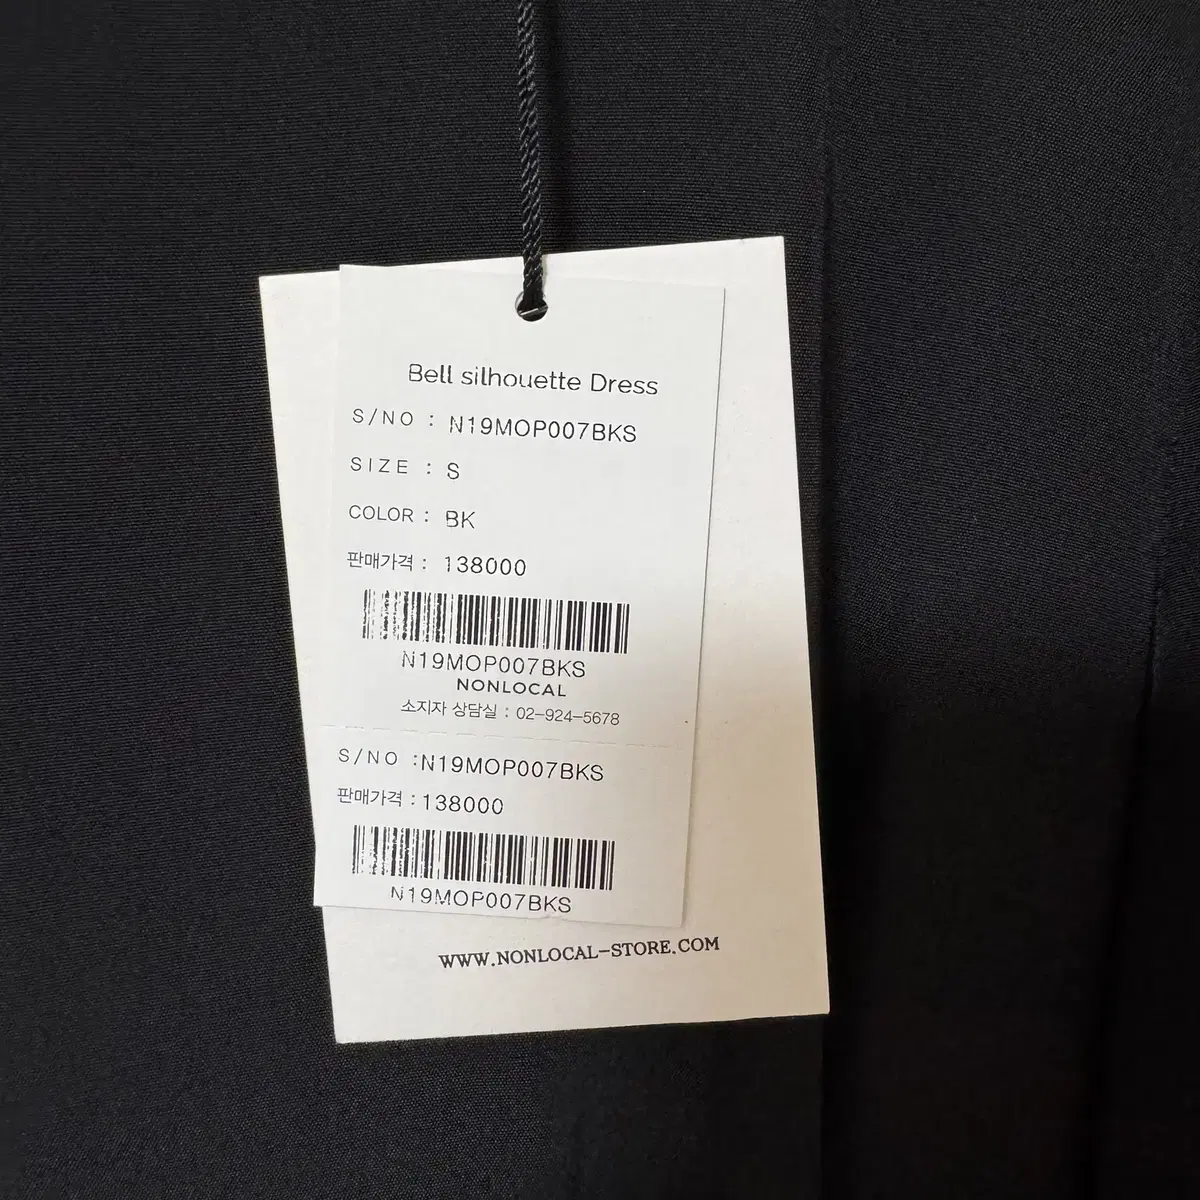 Bell silhouette Dress
S/NO : N19MOP007BKS
SIZE : S
COLOR : BK
판매가격 : 138000
N19MOP007BKS
NONLOCAL
소지자 상담실 : 02-924-5678
S/NO :N19MOP007BKS
판매가격 :138000
N19MOP007BKS
WWW.NONLOCAL-STORE.COM